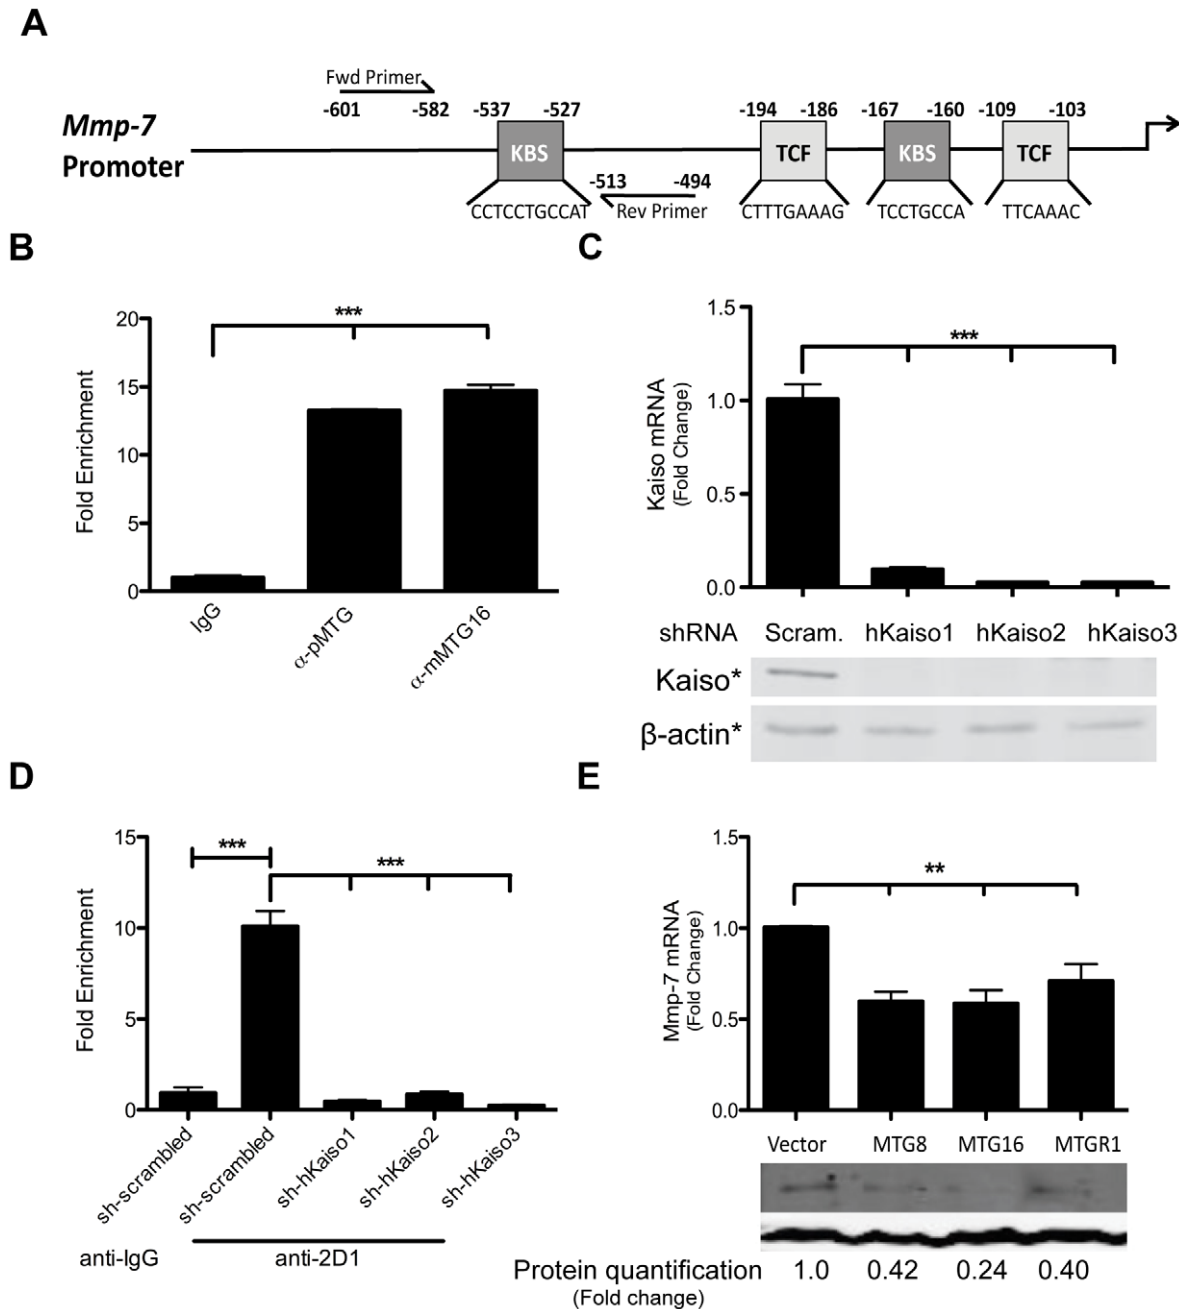 A
Fwd Primer
-601 -582 -537 -527 -194 -186 -167 -160 -109 -103
Mmp-7
Promoter
KBS TCF KBS TCF
-513 -494
CCTCCTGCCAT Rev Primer CTTTGAAAG TCCTGCCA TTCAAAC
B
Fold Enrichment
20
15
10
5
0
***
IgG
α-pMTG
α-mMTG16
C
Kaiso mRNA
(Fold Change)
1.5
1.0
0.5
0.0
***
shRNA Scram. hKaiso1 hKaiso2 hKaiso3
Kaiso*
β-actin*
D
Fold Enrichment
15
10
5
0
***
***
sh-scrambled
sh-scrambled
sh-hKaiso1
sh-hKaiso2
sh-hKaiso3
anti-IgG anti-2D1
E
Mmp-7 mRNA
(Fold Change)
1.5
1.0
0.5
0.0
**
Vector MTG8 MTG16 MTGR1
Protein quantification 1.0 0.42 0.24 0.40
(Fold change)